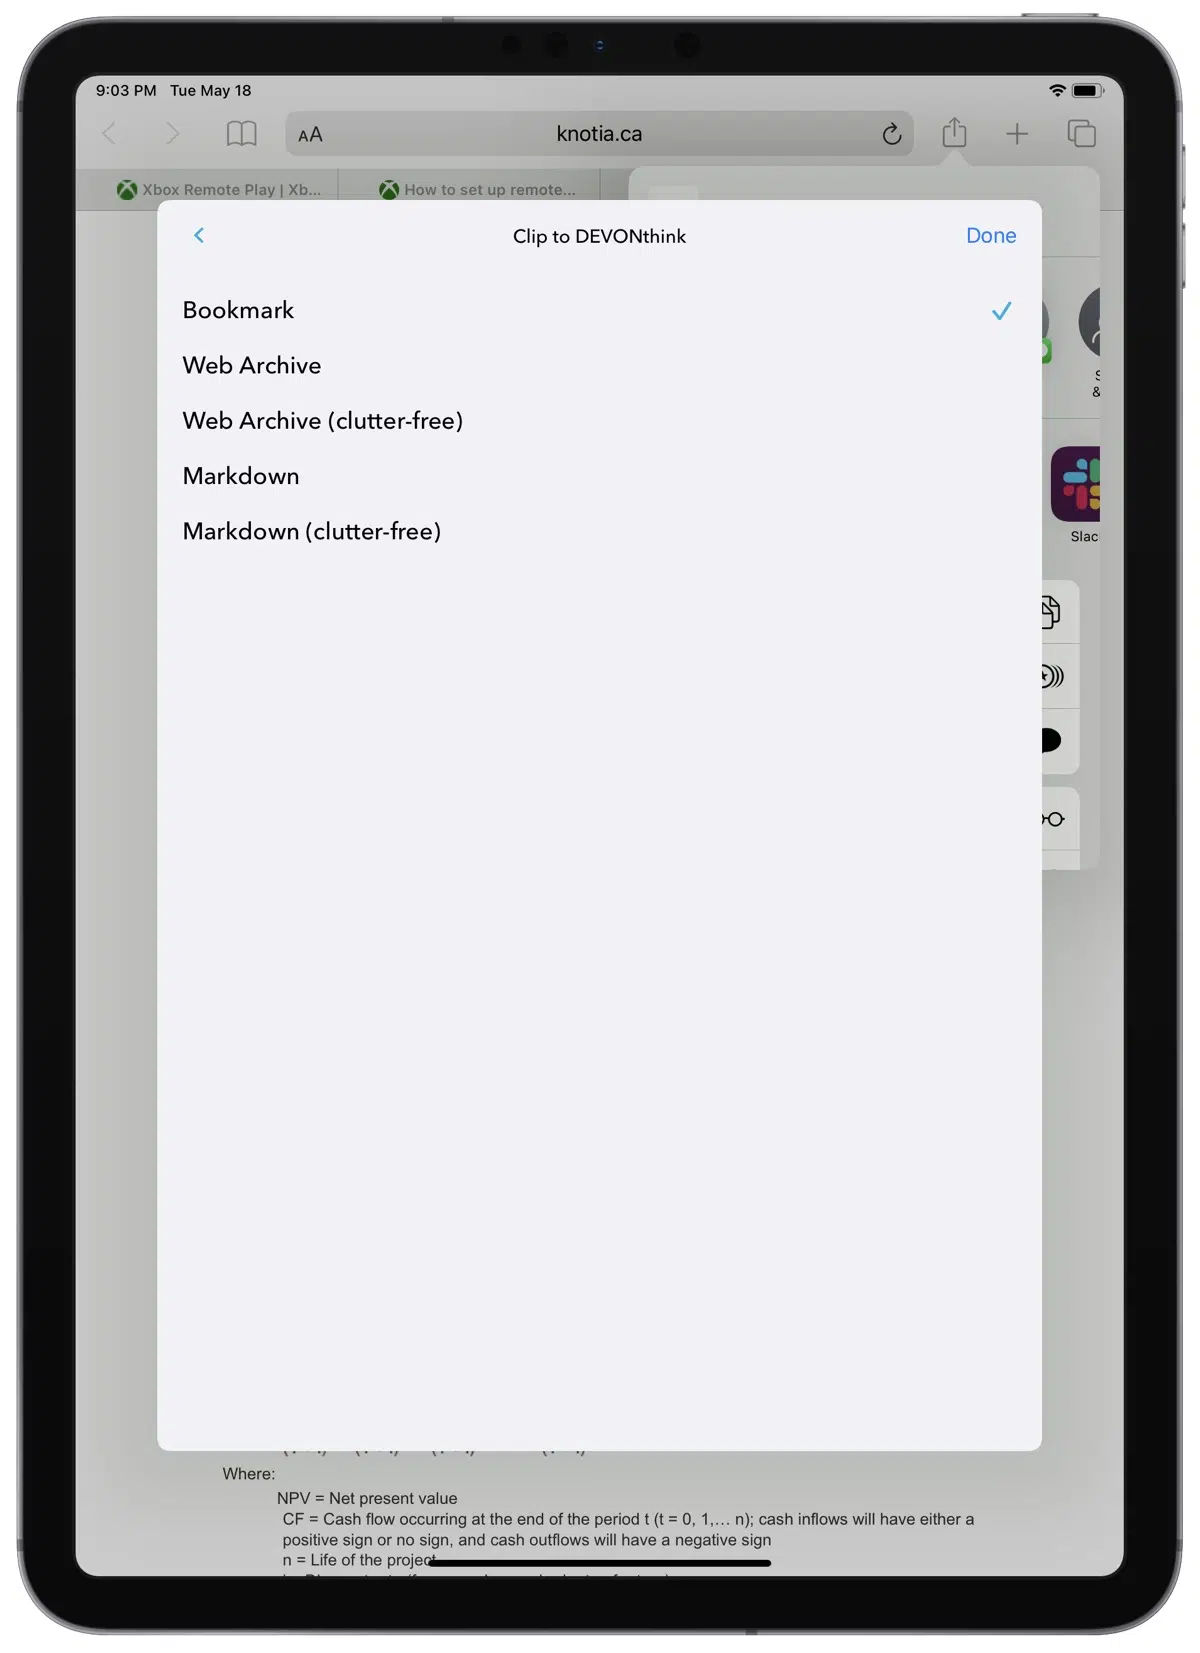 9:03 PM Tue May 18
AA
knotia.ca
Xbox Remote Play | Xb...
How to set up remote...
Clip to DEVONthink
Done
Bookmark
Web Archive
Web Archive (clutter-free)
Markdown
Markdown (clutter-free)
S
&
Slac
Where:
NPV = Net present value
CF = Cash flow occurring at the end of the period t (t = 0, 1,... n); cash inflows will have either a
positive sign or no sign, and cash outflows will have a negative sign
n = Life of the project